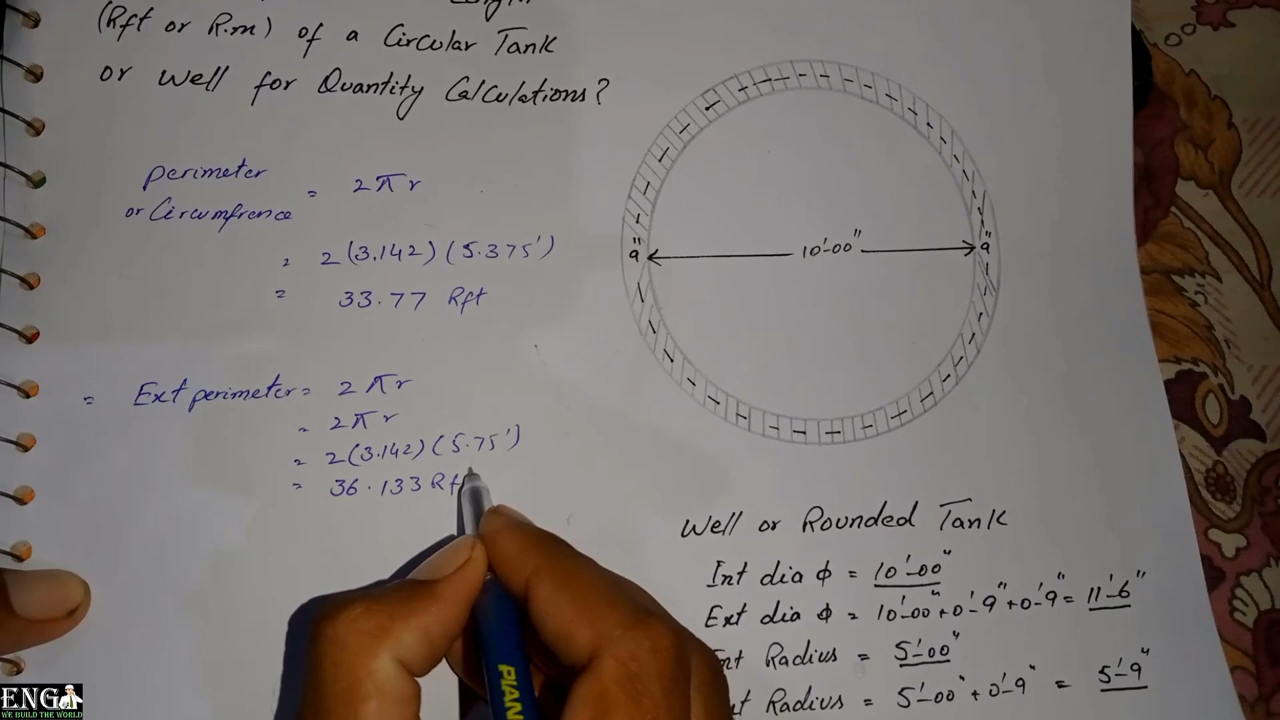 (Rft or R.m) of a Circular Tank
or Well for Quantity Calculations?
perimeter
or Circumfrence = 2πr
= 2(3.142)(5.375')
= 33.77 Rft
= Ext perimeter = 2πr
= 2πr
= 2(3.142)(5.75')
= 36.133 Rf
9" 10'-00" 9"
Well or Rounded Tank
Int dia ϕ = 10'-00"
Ext dia ϕ = 10'-00"+0'-9"+0'-9" = 11'-6"
Radius = 5'-00"
Radius = 5'-00"+0'-9" = 5'-9"
PIAN
ENG
WE BUILD THE WORLD